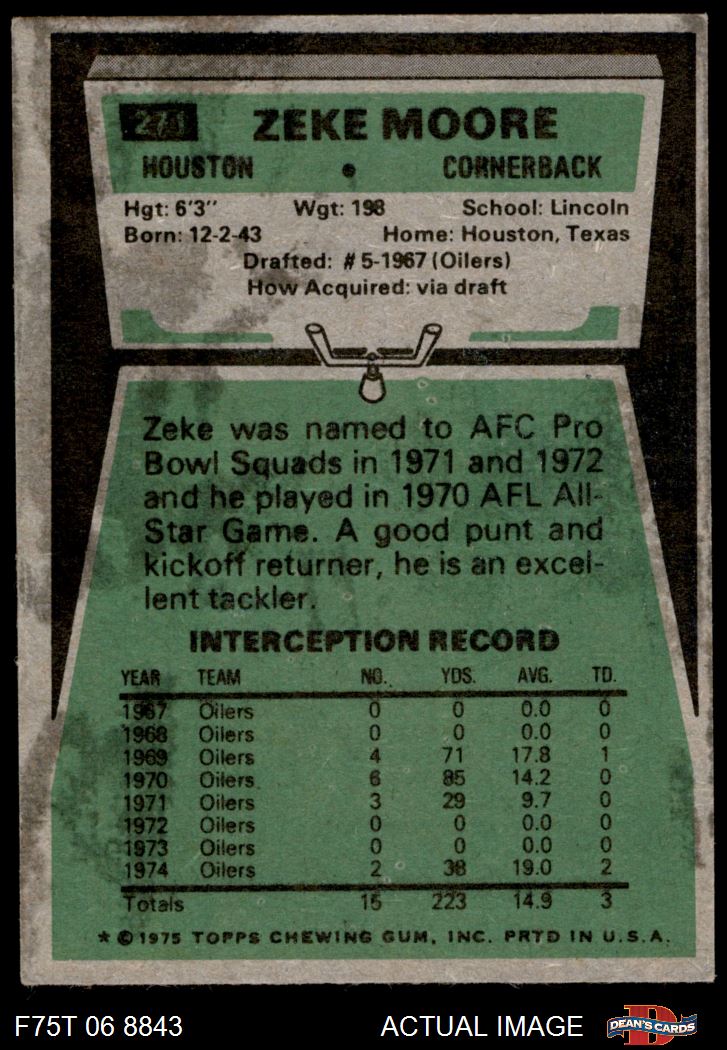 ZEKE MOORE
HOUSTON • CORNERBACK
Hgt: 6'3" Wgt: 198 School: Lincoln
Born: 12-2-43 Home: Houston, Texas
Drafted: #5-1967 (Oilers)
How Acquired: via draft
Zeke was named to AFC Pro
Bowl Squads in 1971 and 1972
and he played in 1970 AFL All-
Star Game. A good punt and
kickoff returner, he is an excel-
lent tackler.
INTERCEPTION RECORD
YEAR TEAM NO. YDS. AVG. TD.
1967 Oilers 0 0 0.0 0
1968 Oilers 0 0 0.0 0
1969 Oilers 4 71 17.8 1
1970 Oilers 6 85 14.2 0
1971 Oilers 3 29 9.7 0
1972 Oilers 0 0 0.0 0
1973 Oilers 0 0 0.0 0
1974 Oilers 2 38 19.0 2
Totals 15 223 14.9 3
* © 1975 TOPPS CHEWING GUM, INC. PRTD IN U.S.A.
F75T 06 8843 ACTUAL IMAGE DEAN'S CARDS